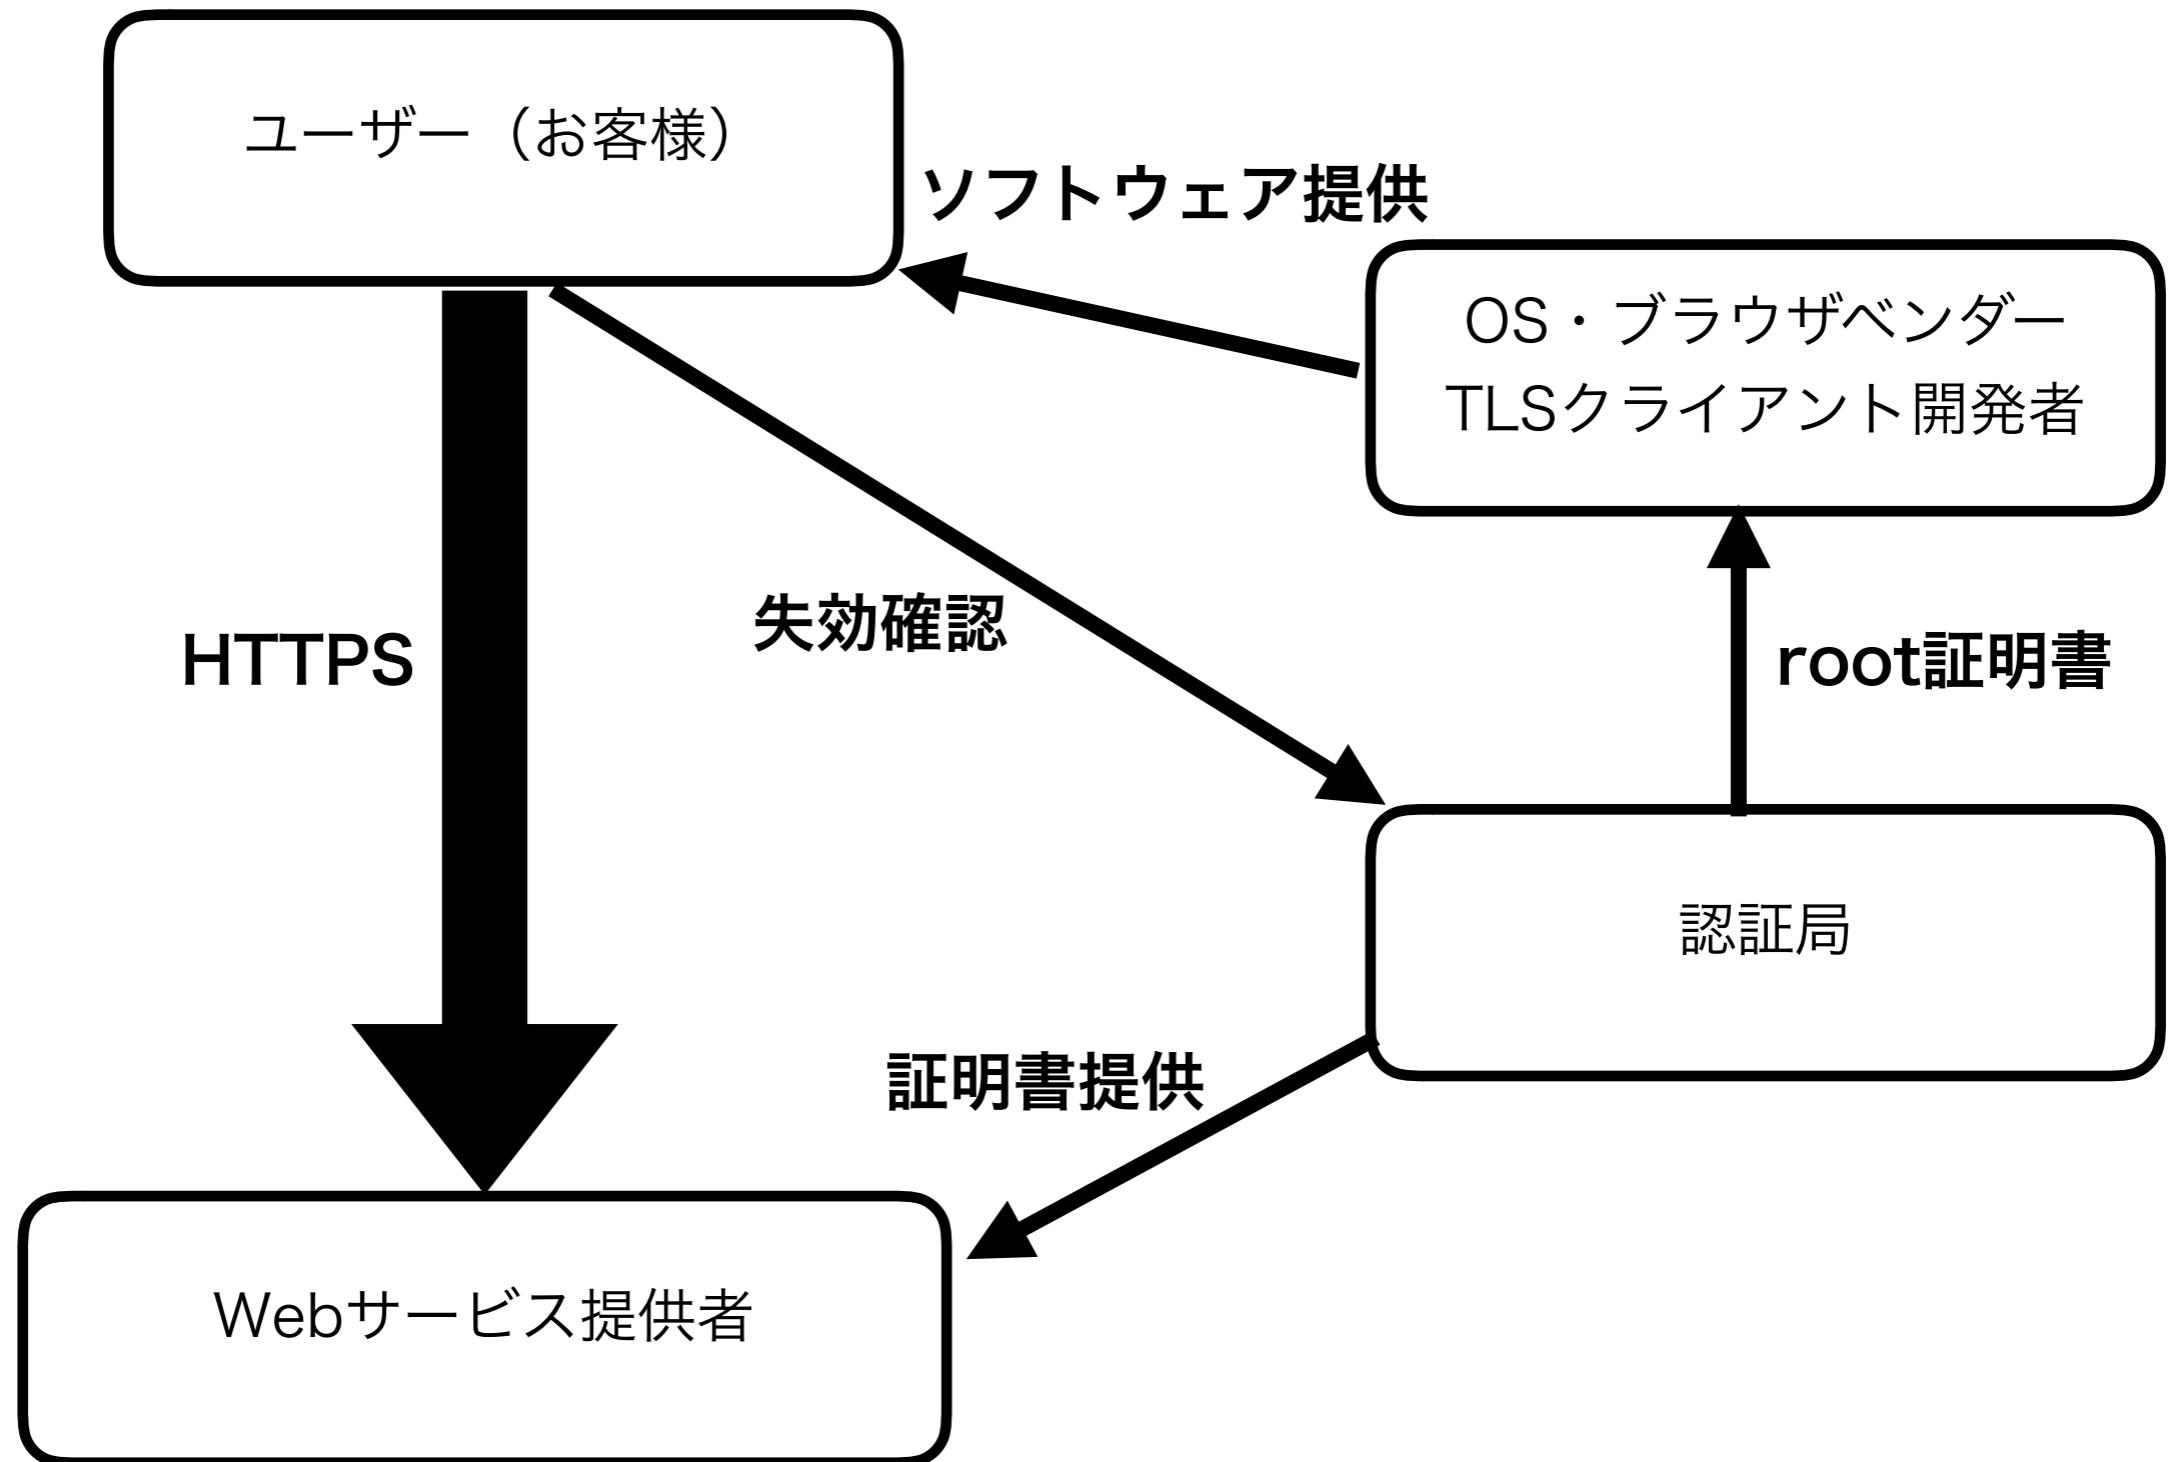 ユーザー（お客様）
ソフトウェア提供
OS・ブラウザベンダー
TLSクライアント開発者
失効確認
HTTPS
root証明書
認証局
証明書提供
Webサービス提供者